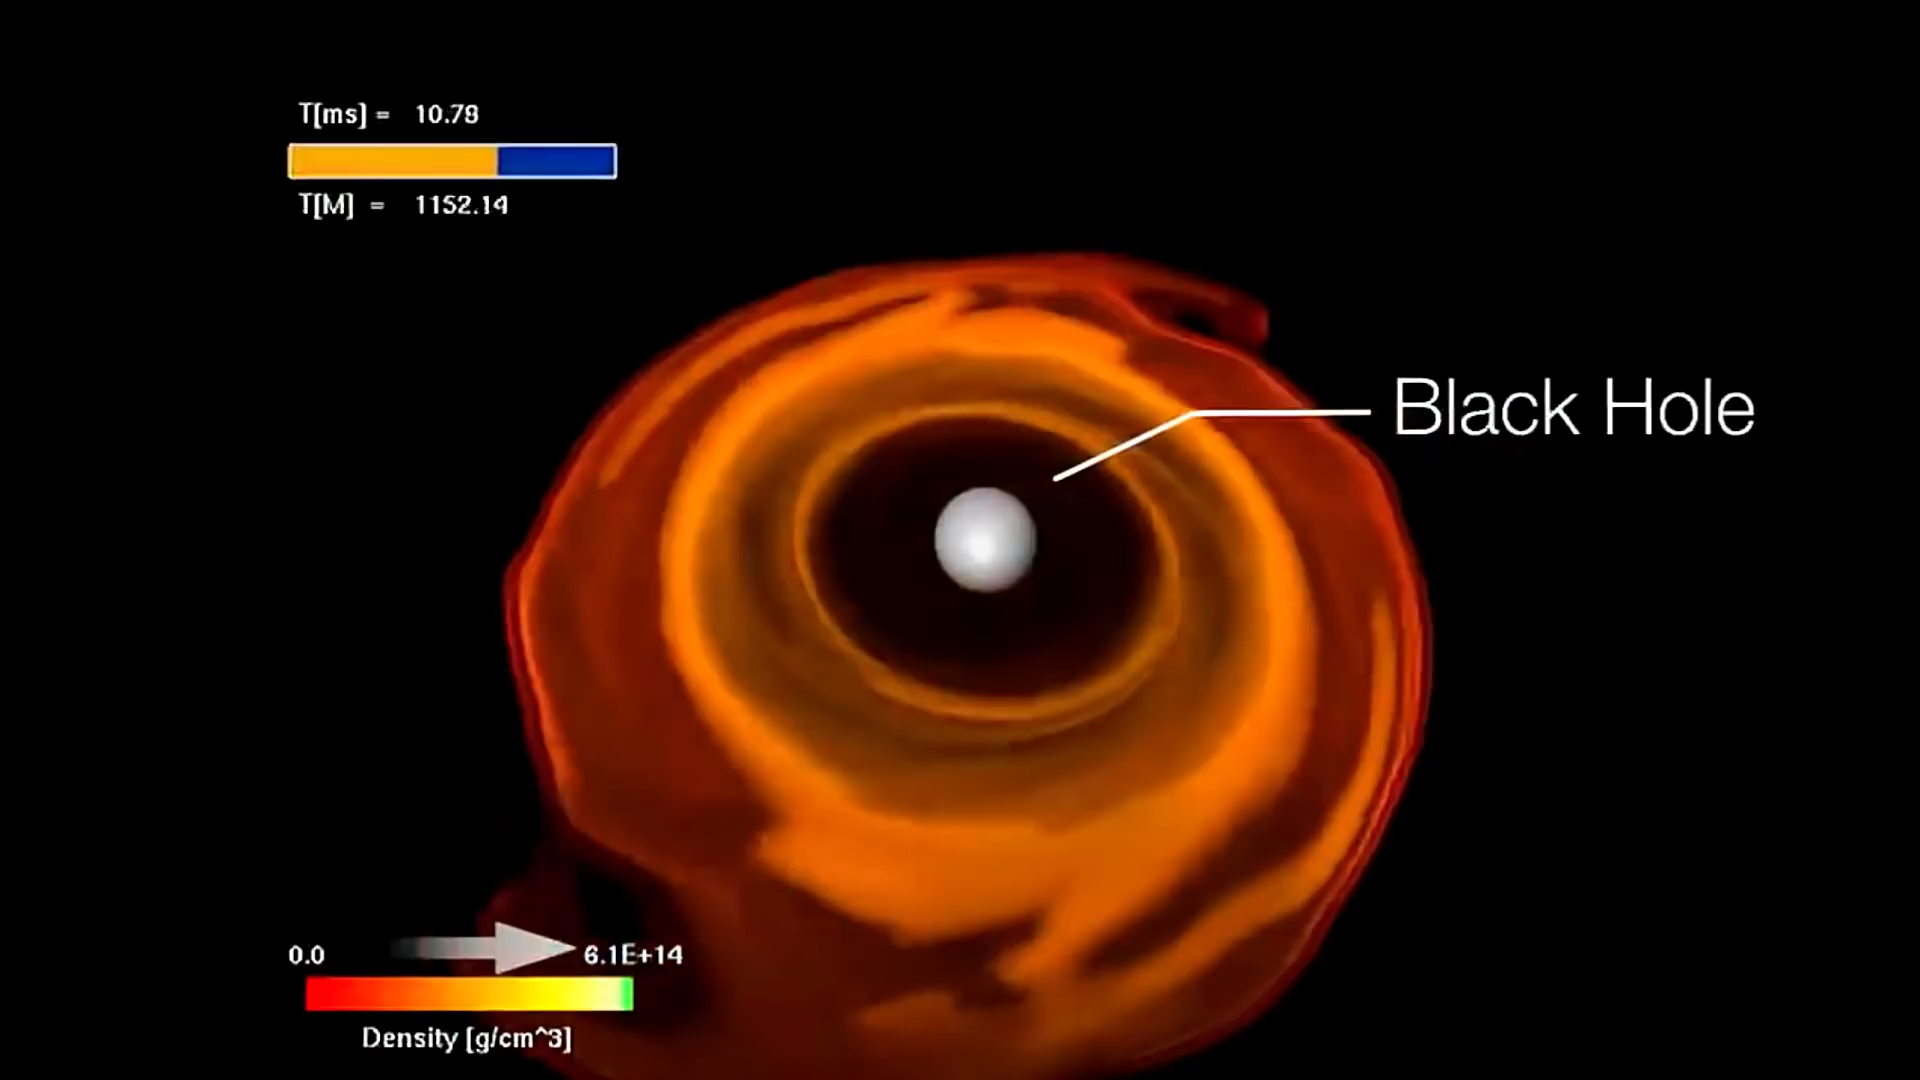 T[ms] = 10.78
T[M] = 1152.14
Black Hole
0.0 6.1E+14
Density [g/cm^3]